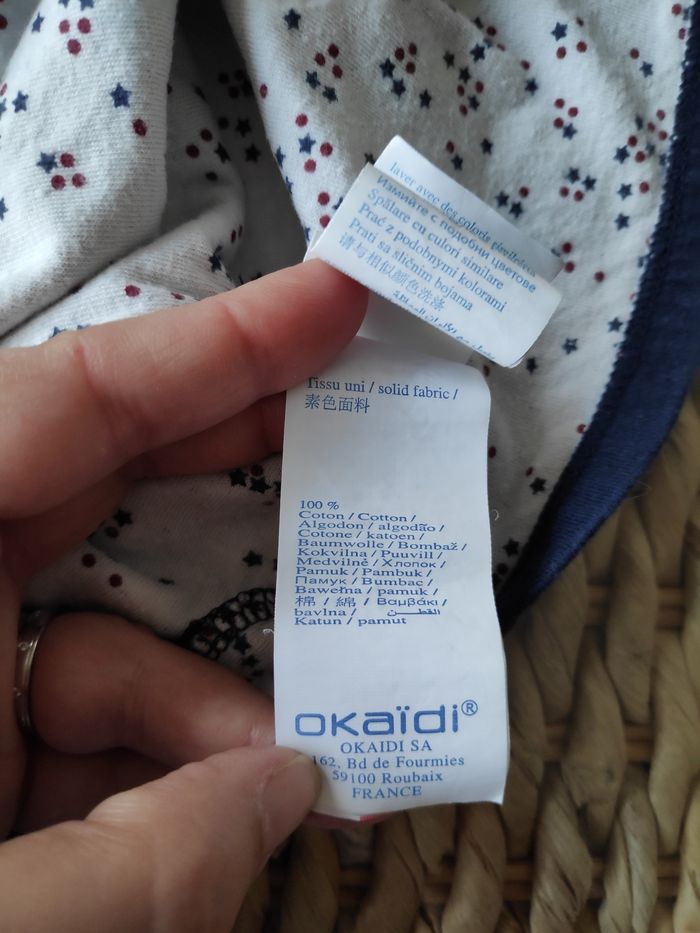 laver avec des coloris similaires
Измийте с подобни цветове
Spălare cu culori similare
Prać z podobnymi kolorami
Prati sa sličnim bojama
请与相似颜色洗涤
Tissu uni / solid fabric /
素色面料
100 %
Coton / Cotton /
Algodon / algodão /
Cotone / katoen /
Baumwolle / Bombaž /
Kokvilna / Puuvill /
Medvilnė / Хлопок /
Pamuk / Pambuk /
Памук / Bumbac /
Bawełna / pamuk /
棉 / 綿 / Βαμβάκι /
bavlna / القطن
Katun / pamut
OKAÏDI®
OKAIDI SA
162, Bd de Fourmies
59100 Roubaix
FRANCE